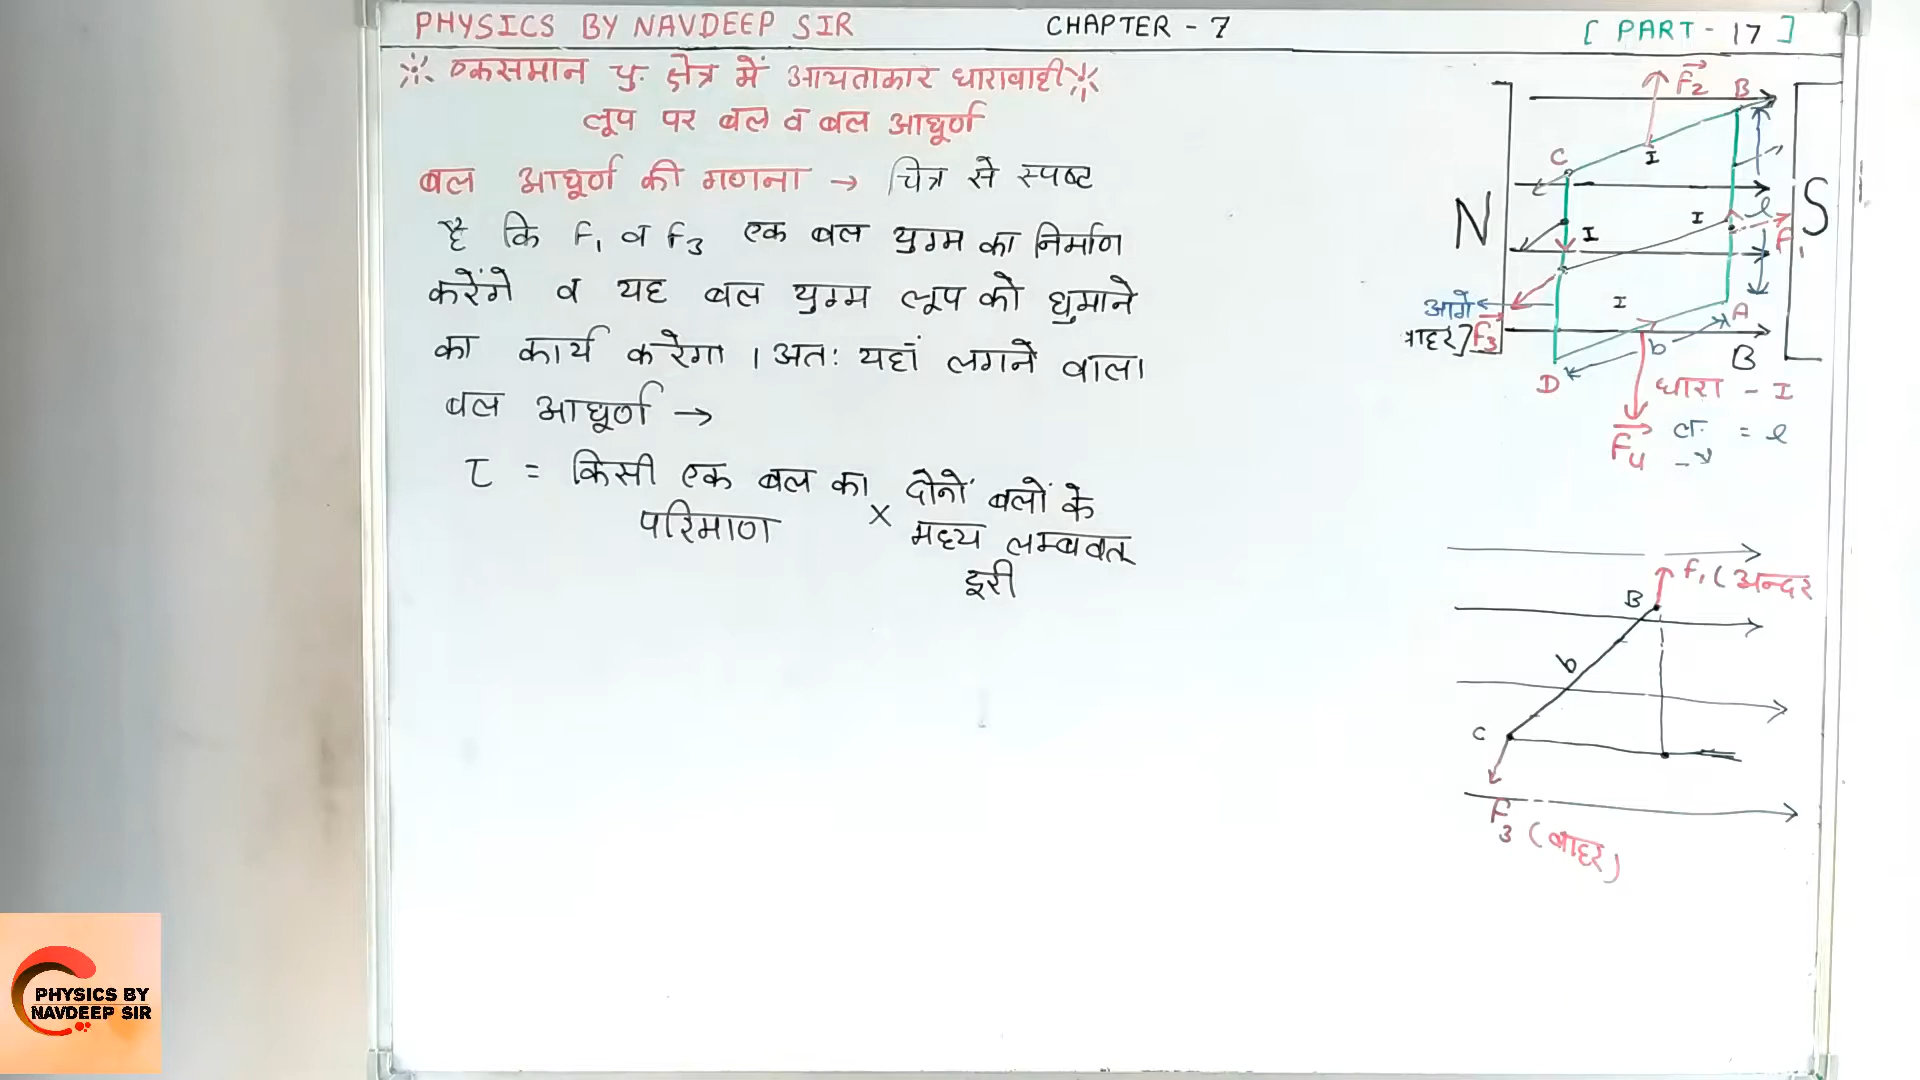 PHYSICS BY NAVDEEP SIR CHAPTER - 7 [ PART - 17 ]
एकसमान चु. क्षेत्र में आयताकार धारावाही
लूप पर बल व बल आघूर्ण
बल आघूर्ण की गणना → चित्र से स्पष्ट
है कि F1 व F3 एक बल युग्म का निर्माण
करेंगे व यह बल युग्म लूप को घुमाने
का कार्य करेगा । अतः यहां लगने वाला
बल आघूर्ण →
τ = किसी एक बल का × दोनों बलों के
परिमाण मध्य लम्बवत्
दूरी
F2 B
C I
N S
I I l
F1
I
आगे A
F3 b B
D धारा - I
F4 = l
F1 (अन्दर
B
b
C
F3 (बाहर)
PHYSICS BY
NAVDEEP SIR